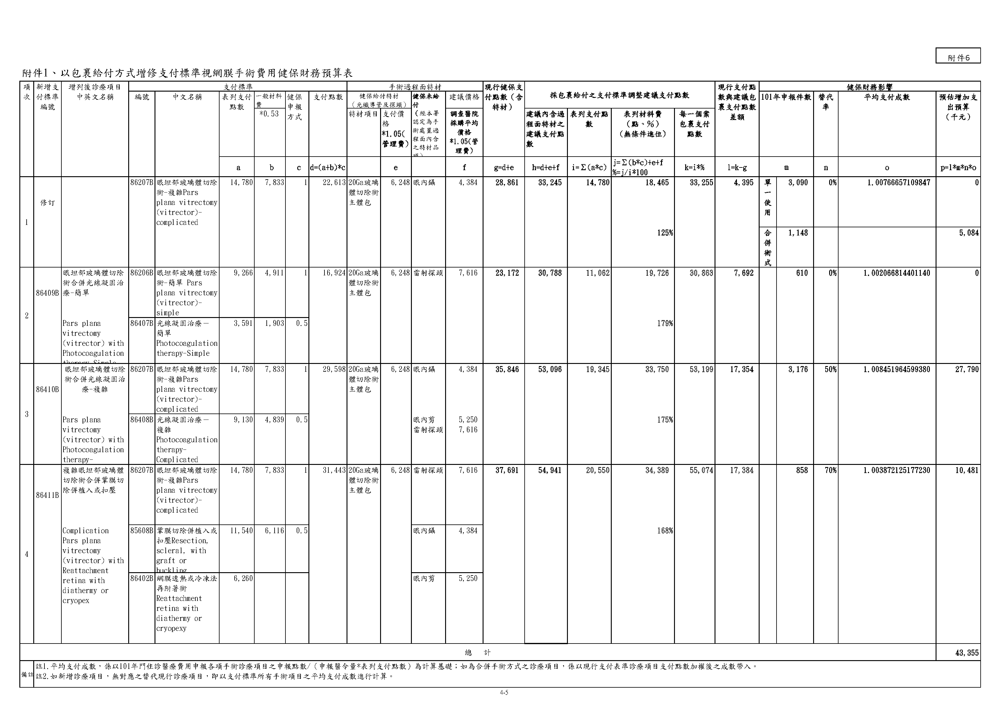 附件6
附件1、以包裹給付方式增修支付標準視網膜手術費用健保財務預算表
項次
新增支付標準編號
增列後診療項目中英文名稱
支付標準
手術過程面特材
現行健保支付點數(含特材)
採包裹給付之支付標準調整建議支付點數
現行支付點數與建議包裹支付點數差額
健保財務影響
編號
中文名稱
表列支付點數
一般材料費
*0.53
健保申報方式
支付點數
健保給付特材
(光纖導管及探頭)
特材項目
支付價格
*1.05(管理費)
健保未給付
(經本署認定為手術處置過程面內含之特材品項)
建議價格
調查醫院採購平均價格
*1.05(管理費)
建議內含過程面特材之建議支付點數
表列支付點數
表列材料費
(點、%)
(無條件進位)
每一個案包裹支付點數
101年申報件數
替代率
平均支付成數
預估增加支出預算
(千元)
a
b
c
d=(a+b)*c
e
f
g=d+e
h=d+e+f
i=Σ(a*c)
j=Σ(b*c)+e+f
%=j/i*100
k=i*%
l=k-g
m
n
o
p=l*m*n*o
1
修訂
86207B
眼坦部玻璃體切除
術-複雜Pars
plana vitrectomy
(vitrector)-
complicated
14,780
7,833
1
22,613
20Ga玻璃
體切除術
主體包
6,248
眼內鑷
4,384
28,861
33,245
14,780
18,465
125%
33,255
4,395
單一使用
3,090
0%
1.00766657109847
0
合併術式
1,148
5,084
2
86409B
眼坦部玻璃體切除
術合併光線凝固治
療-簡單
Pars plana
vitrectomy
(vitrector) with
Photocoagulation
therapy-Simple
86206B
眼坦部玻璃體切除
術-簡單 Pars
plana vitrectomy
(vitrector)-
simple
9,266
4,911
1
16,924
20Ga玻璃
體切除術
主體包
6,248
雷射探頭
7,616
23,172
30,788
11,062
19,726
179%
30,863
7,692
610
0%
1.002066814401140
0
86407B
光線凝固治療－
簡單
Photocoagulation
therapy-Simple
3,591
1,903
0.5
3
86410B
眼坦部玻璃體切除
術合併光線凝固治
療-複雜
Pars plana
vitrectomy
(vitrector) with
Photocoagulation
therapy-
86207B
眼坦部玻璃體切除
術-複雜Pars
plana vitrectomy
(vitrector)-
complicated
14,780
7,833
1
29,598
20Ga玻璃
體切除術
主體包
6,248
眼內鑷
4,384
35,846
53,096
19,345
33,750
175%
53,199
17,354
3,176
50%
1.008451964599380
27,790
86408B
光線凝固治療－
複雜
Photocoagulation
therapy-
Complicated
9,130
4,839
0.5
眼內剪
5,250
雷射探頭
7,616
4
86411B
複雜眼坦部玻璃體
切除術合併鞏膜切
除併植入或扣壓
Complication
Pars plana
vitrectomy
(vitrector) with
Reattachment
retina with
diathermy or
cryopex
86207B
眼坦部玻璃體切除
術-複雜Pars
plana vitrectomy
(vitrector)-
complicated
14,780
7,833
1
31,443
20Ga玻璃
體切除術
主體包
6,248
雷射探頭
7,616
37,691
54,941
20,550
34,389
168%
55,074
17,384
858
70%
1.003872125177230
10,481
85608B
鞏膜切除併植入或
扣壓Resection,
scleral, with
graft or
buckling
11,540
6,116
0.5
眼內鑷
4,384
86402B
網膜透熱或冷凍法
再附著術
Reattachment
retina with
diathermy or
cryopexy
6,260
眼內剪
5,250
總 計
43,355
備註
註1.平均支付成數，係以101年門住診醫療費用申報各項手術診療項目之申報點數/(申報醫令量*表列支付點數)為計算基礎；如為合併手術方式之診療項目，係以現行支付表準診療項目支付點數加權後之成數帶入。
註2.如新增診療項目，無對應之替代現行診療項目，即以支付標準所有手術項目之平均支付成數進行計算。
4-5